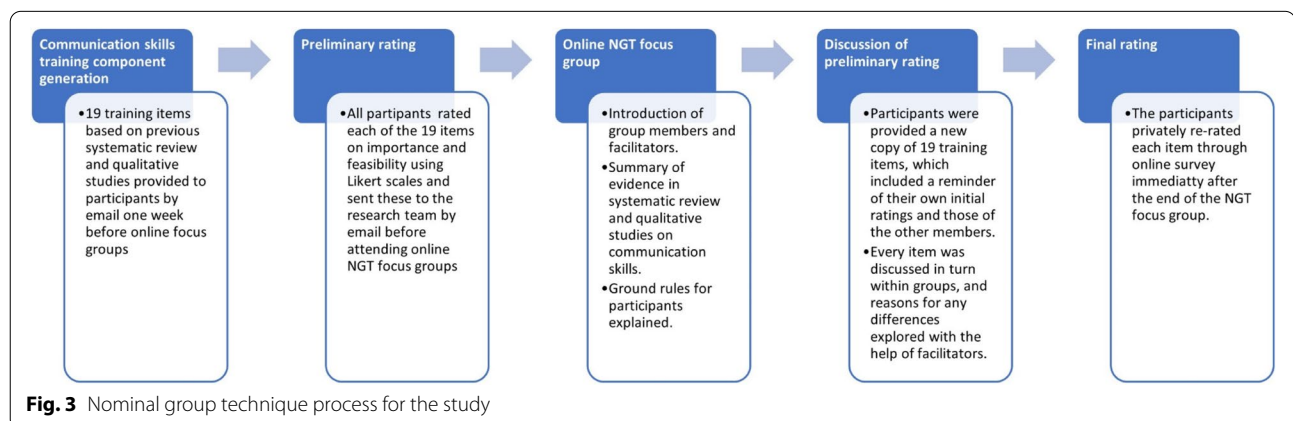 Communication skills
training component
generation
•19 training items
based on previous
systematic review
and qualitative
studies provided to
participants by
email one week
before online focus
groups
Preliminary rating
•All partipants rated
each of the 19 items
on importance and
feasibility using
Likert scales and
sent these to the
research team by
email before
attending online
NGT focus groups
Online NGT focus
group
•Introduction of
group members and
facilitators.
•Summary of
evidence in
systematic review
and qualitative
studies on
communication
skills.
•Ground rules for
participants
explained.
Discussion of
preliminary rating
•Participants were
provided a new
copy of 19 training
items, which
included a reminder
of their own initial
ratings and those of
the other members.
•Every item was
discussed in turn
within groups, and
reasons for any
differences
explored with the
help of facilitators.
Final rating
•The participants
privately re-rated
each item through
online survey
immediatty after
the end of the NGT
focus group.
Fig. 3 Nominal group technique process for the study